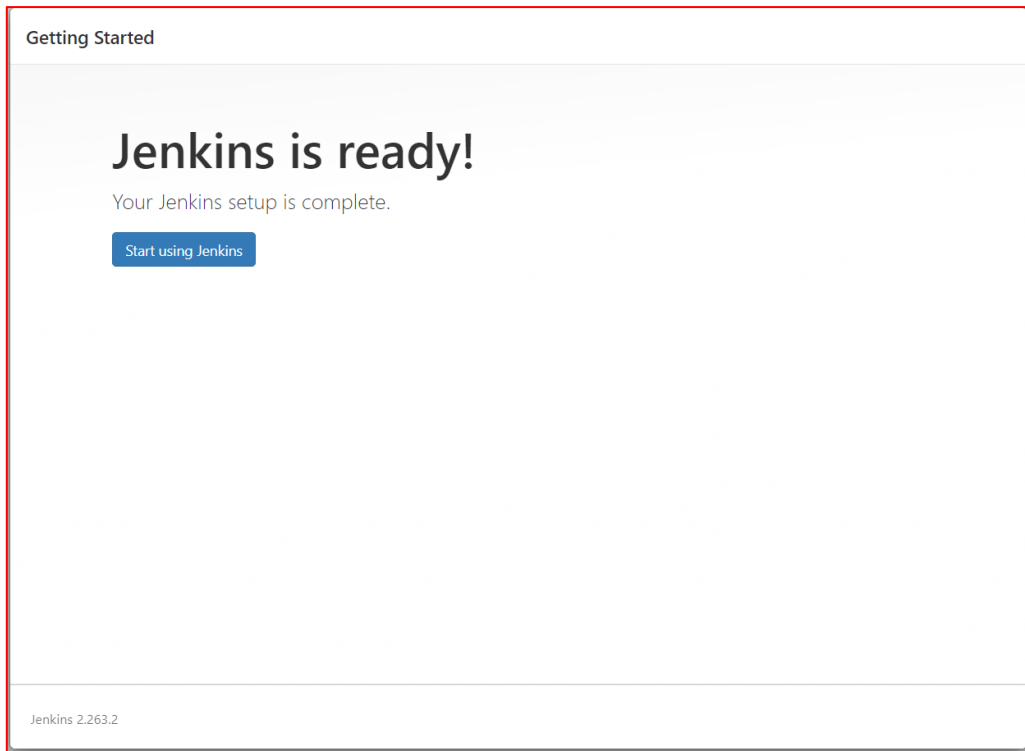 Getting Started
Jenkins is ready!
Your Jenkins setup is complete.
Start using Jenkins
Jenkins 2.263.2